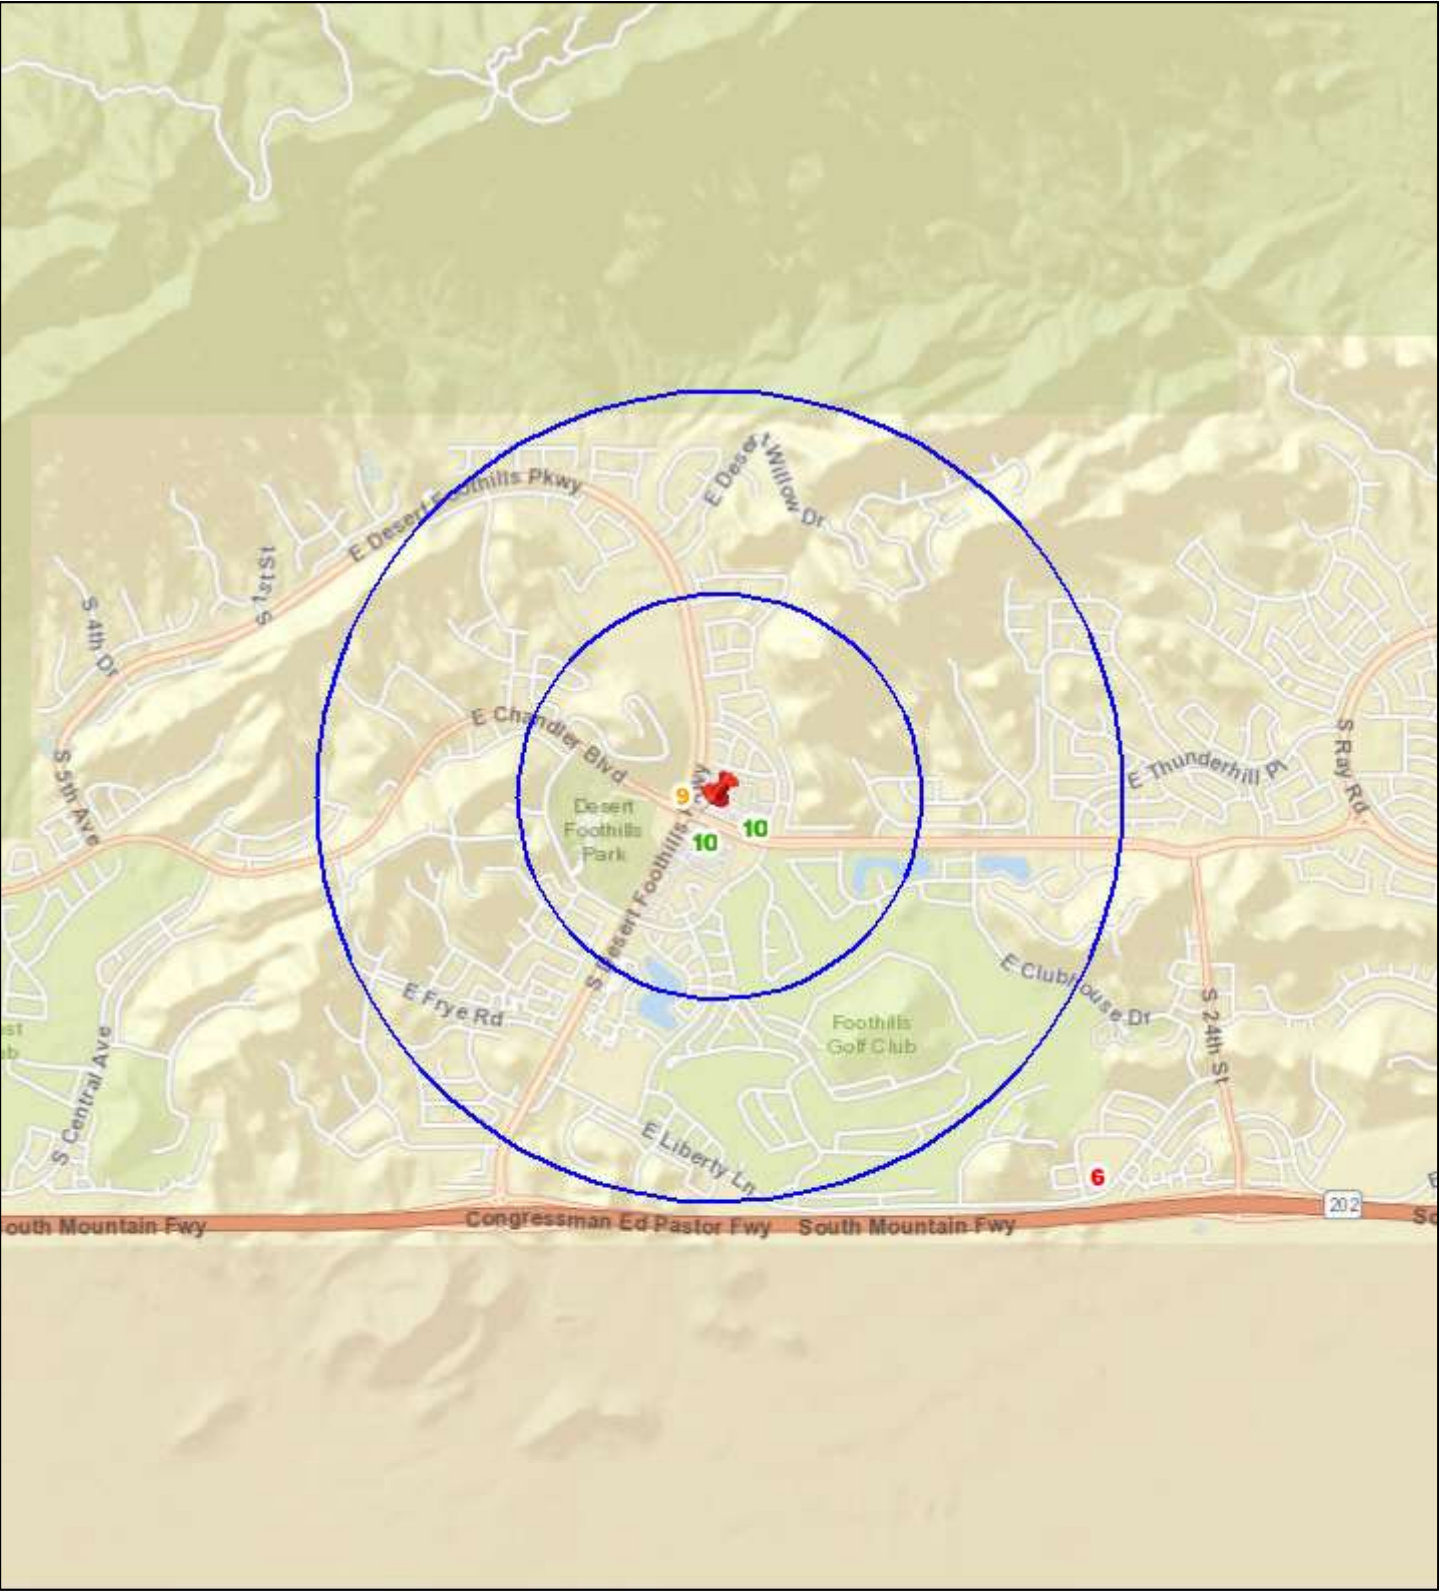 E Desert
Willow Dr
E Desert Foothills Pkwy
S 1st St
S 4th Dr
E Chandler Blvd
S Ray Rd
S 5th Ave
E Thunderhill Pl
9
Desert
Foothills
Park
10
10
S Desert Foothills Pkwy
E Clubhouse Dr
E Frye Rd
S 24th St
Foothills
Golf Club
S Central Ave
E Liberty Ln
6
202
outh Mountain Fwy
Congressman Ed Pastor Fwy
South Mountain Fwy